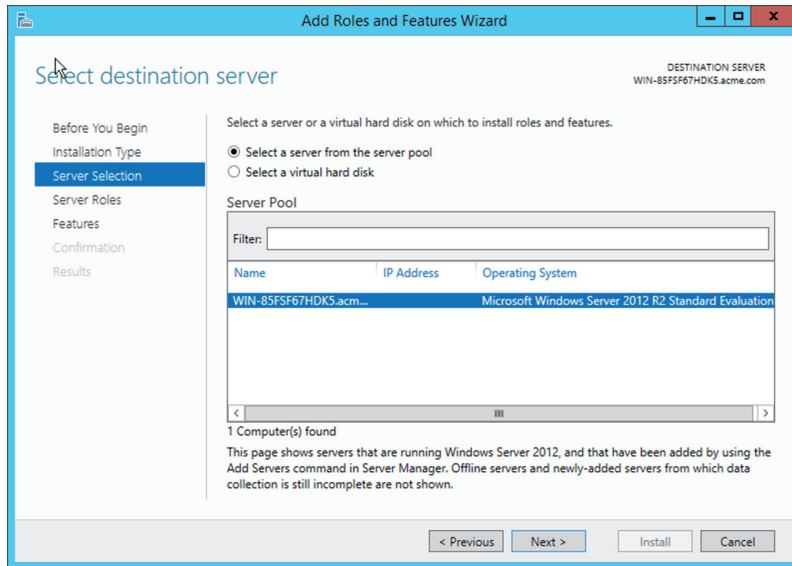 Add Roles and Features Wizard
Select destination server
DESTINATION SERVER
WIN-85FSF67HDK5.acme.com
Before You Begin
Installation Type
Server Selection
Server Roles
Features
Confirmation
Results
Select a server or a virtual hard disk on which to install roles and features.
Select a server from the server pool
Select a virtual hard disk
Server Pool
Filter:
Name IP Address Operating System
WIN-85FSF67HDK5.acm... Microsoft Windows Server 2012 R2 Standard Evaluation
1 Computer(s) found
This page shows servers that are running Windows Server 2012, and that have been added by using the
Add Servers command in Server Manager. Offline servers and newly-added servers from which data
collection is still incomplete are not shown.
< Previous Next > Install Cancel